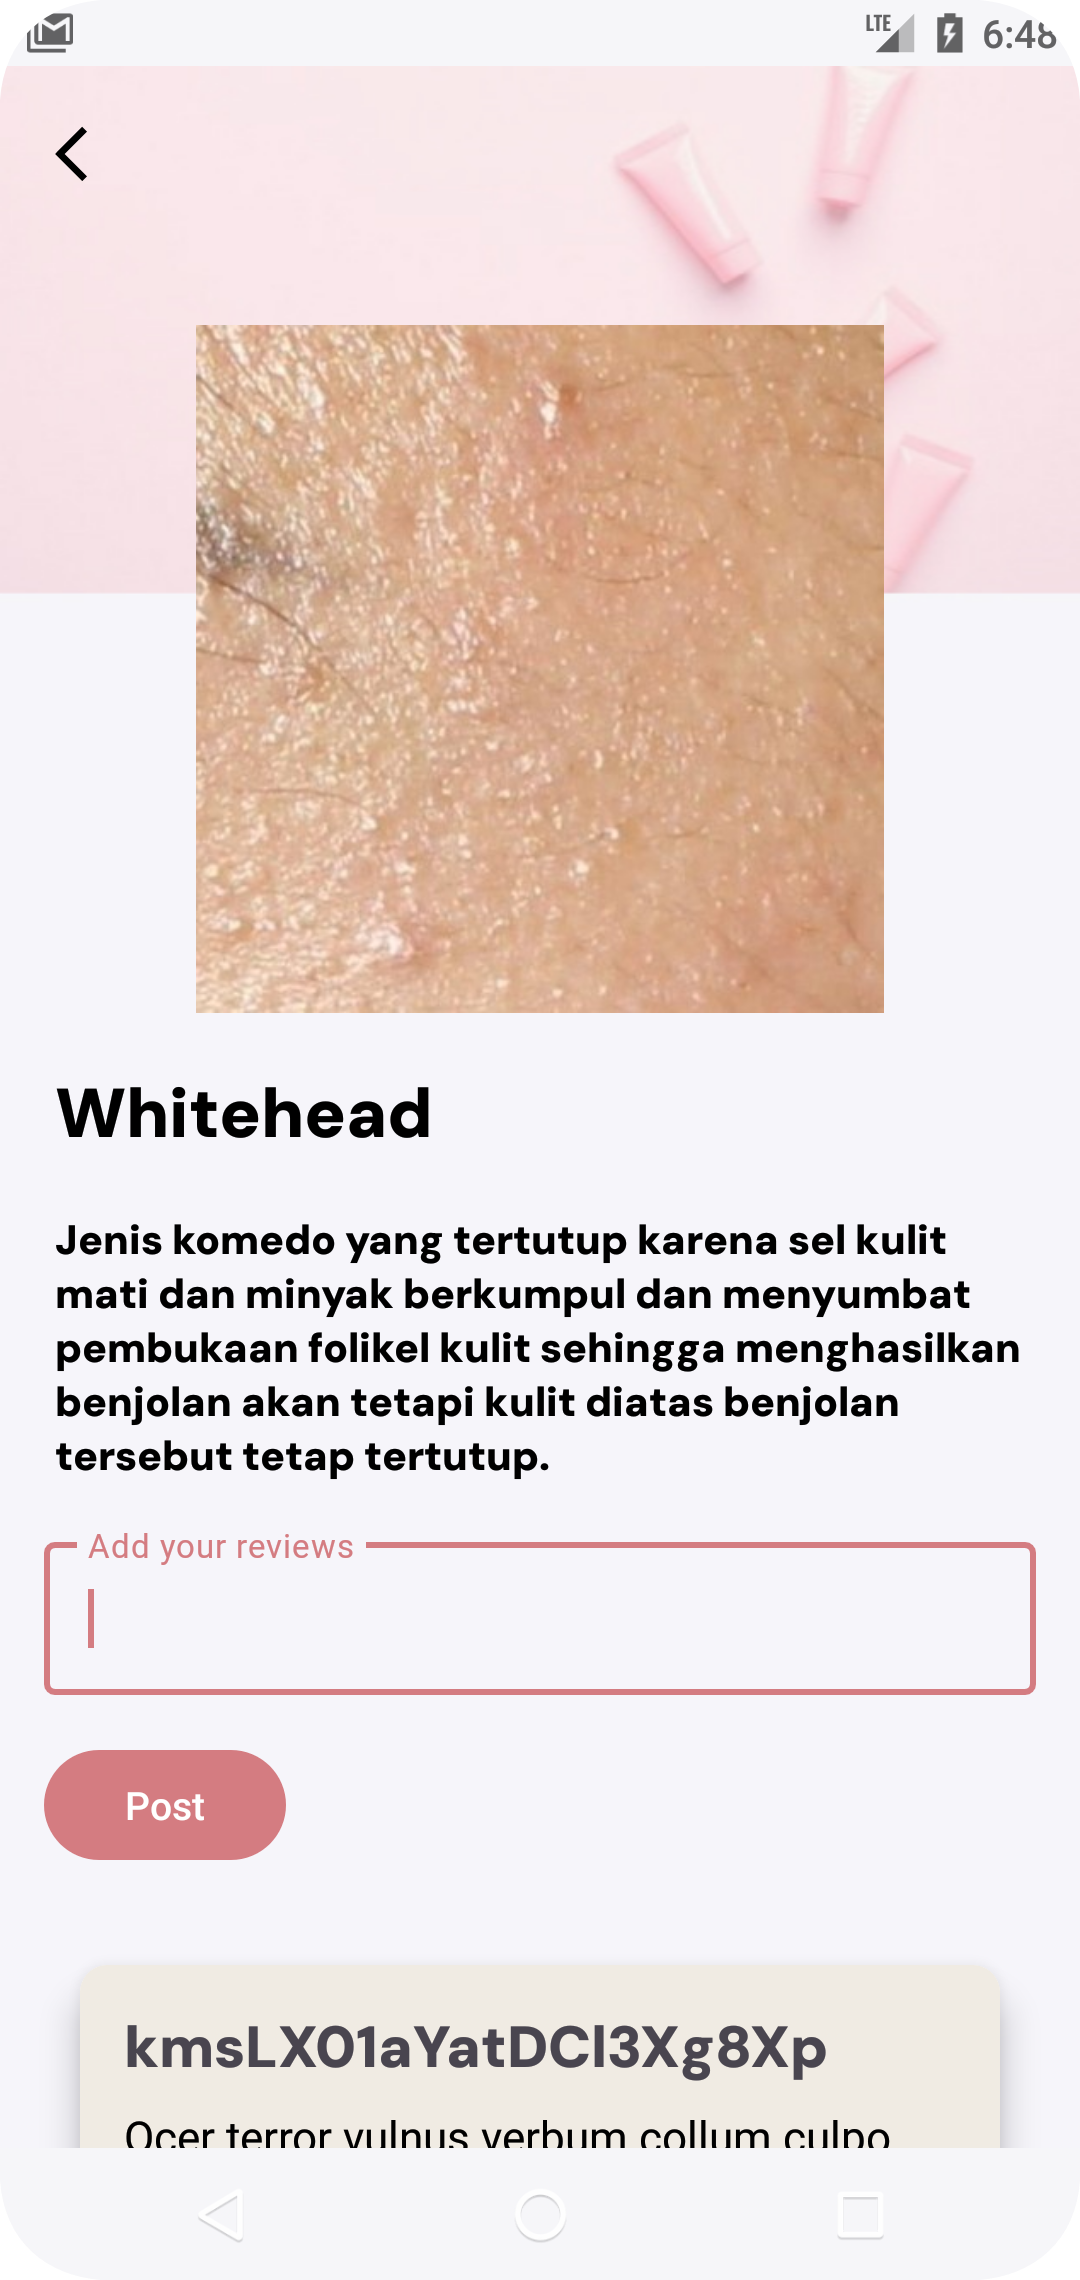 LTE 6:48
Whitehead
Jenis komedo yang tertutup karena sel kulit
mati dan minyak berkumpul dan menyumbat
pembukaan folikel kulit sehingga menghasilkan
benjolan akan tetapi kulit diatas benjolan
tersebut tetap tertutup.
Add your reviews
Post
kmsLX01aYatDCl3Xg8Xp
Ocer terror vulnus verbum collum culpo